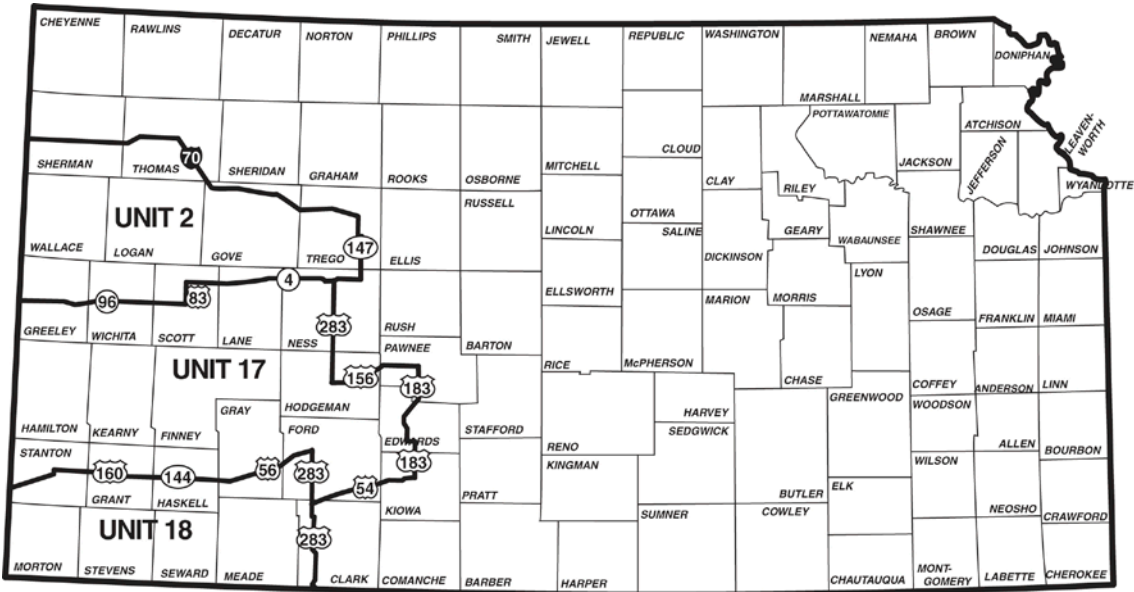 CHEYENNE
RAWLINS
DECATUR
NORTON
PHILLIPS
SMITH
JEWELL
REPUBLIC
WASHINGTON
NEMAHA
BROWN
DONIPHAN
MARSHALL
POTTAWATOMIE
ATCHISON
LEAVEN-
WORTH
SHERMAN
THOMAS
70
SHERIDAN
GRAHAM
ROOKS
OSBORNE
MITCHELL
CLOUD
CLAY
RILEY
JACKSON
JEFFERSON
WYANDOTTE
UNIT 2
WALLACE
LOGAN
GOVE
TREGO
147
ELLIS
RUSSELL
LINCOLN
OTTAWA
SALINE
DICKINSON
GEARY
WABAUNSEE
SHAWNEE
DOUGLAS
JOHNSON
96
83
4
283
GREELEY
WICHITA
SCOTT
LANE
NESS
RUSH
BARTON
ELLSWORTH
RICE
McPHERSON
MARION
MORRIS
LYON
CHASE
OSAGE
FRANKLIN
MIAMI
UNIT 17
PAWNEE
156
183
HAMILTON
KEARNY
FINNEY
GRAY
HODGEMAN
FORD
EDWARDS
STAFFORD
RENO
HARVEY
SEDGWICK
GREENWOOD
COFFEY
ANDERSON
LINN
WOODSON
ALLEN
BOURBON
STANTON
160
144
56
283
54
183
GRANT
HASKELL
KIOWA
PRATT
KINGMAN
BUTLER
ELK
WILSON
NEOSHO
CRAWFORD
UNIT 18
283
MORTON
STEVENS
SEWARD
MEADE
CLARK
COMANCHE
BARBER
HARPER
SUMNER
COWLEY
CHAUTAUQUA
MONT-
GOMERY
LABETTE
CHEROKEE